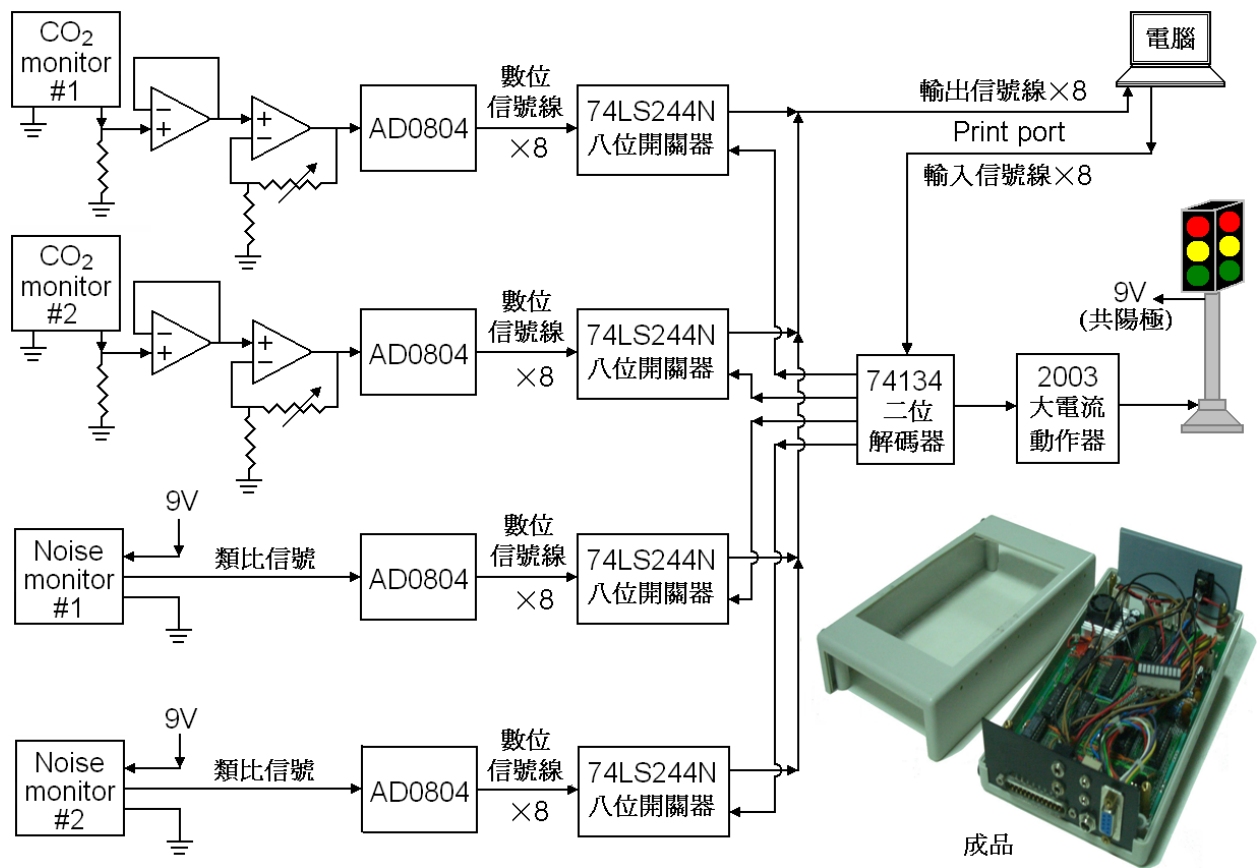 CO2
monitor
#1
AD0804
數位
信號線
×8
74LS244N
八位開關器
電腦
輸出信號線×8
Print port
輸入信號線×8
CO2
monitor
#2
AD0804
數位
信號線
×8
74LS244N
八位開關器
74134
二位
解碼器
2003
大電流
動作器
9V
(共陽極)
9V
Noise
monitor
#1
類比信號
AD0804
數位
信號線
×8
74LS244N
八位開關器
9V
Noise
monitor
#2
類比信號
AD0804
數位
信號線
×8
74LS244N
八位開關器
成品